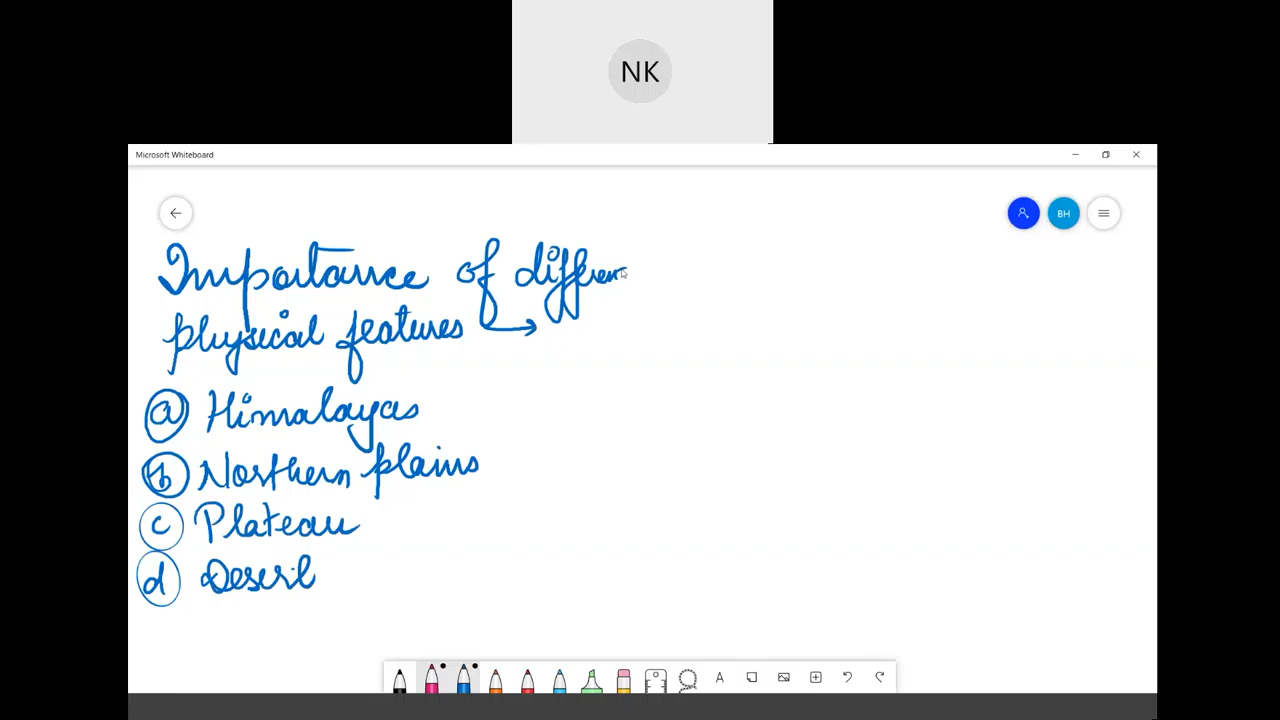 NK
Microsoft Whiteboard
BH
Importance of differen
physical features →
a Himalayas
b Northern plains
c Plateau
d Desert
A